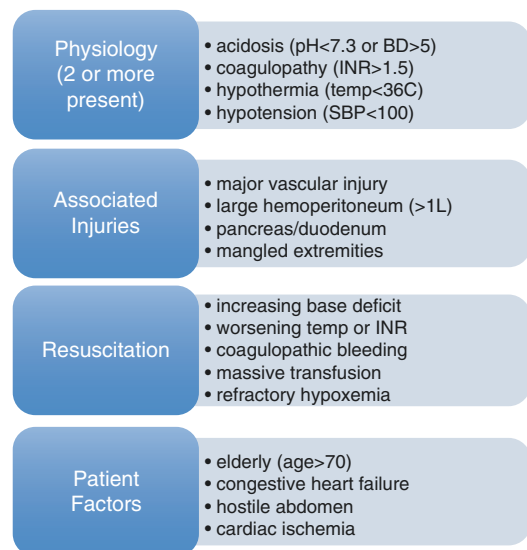 Physiology
(2 or more
present)
• acidosis (pH<7.3 or BD>5)
• coagulopathy (INR>1.5)
• hypothermia (temp<36C)
• hypotension (SBP<100)
Associated
Injuries
• major vascular injury
• large hemoperitoneum (>1L)
• pancreas/duodenum
• mangled extremities
Resuscitation
• increasing base deficit
• worsening temp or INR
• coagulopathic bleeding
• massive transfusion
• refractory hypoxemia
Patient
Factors
• elderly (age>70)
• congestive heart failure
• hostile abdomen
• cardiac ischemia